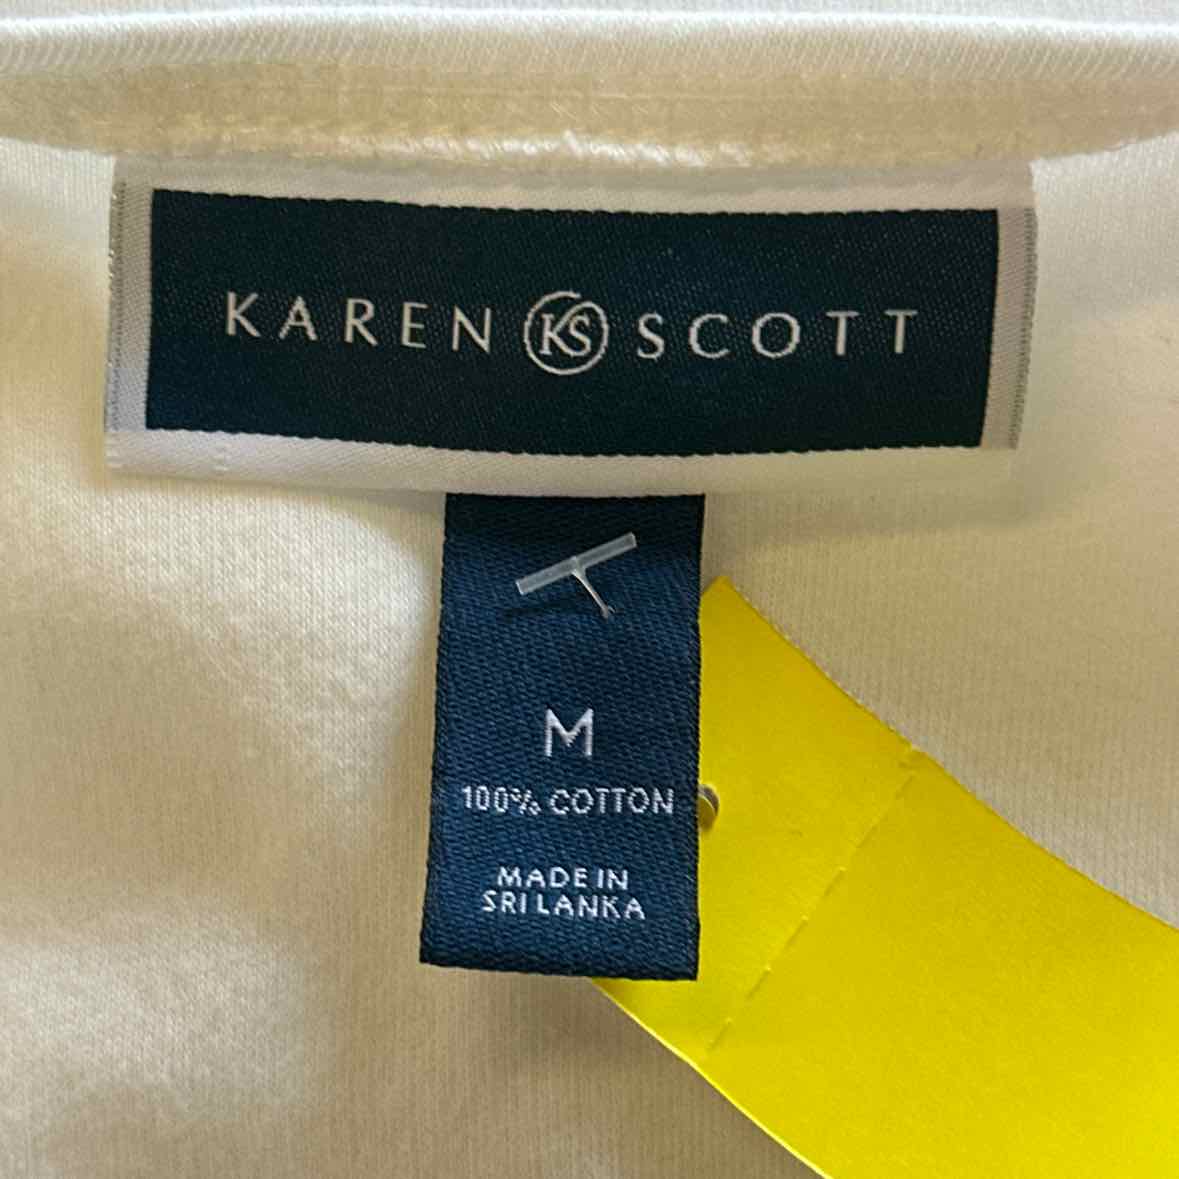 KAREN KS SCOTT
M
100% COTTON
MADE IN
SRI LANKA